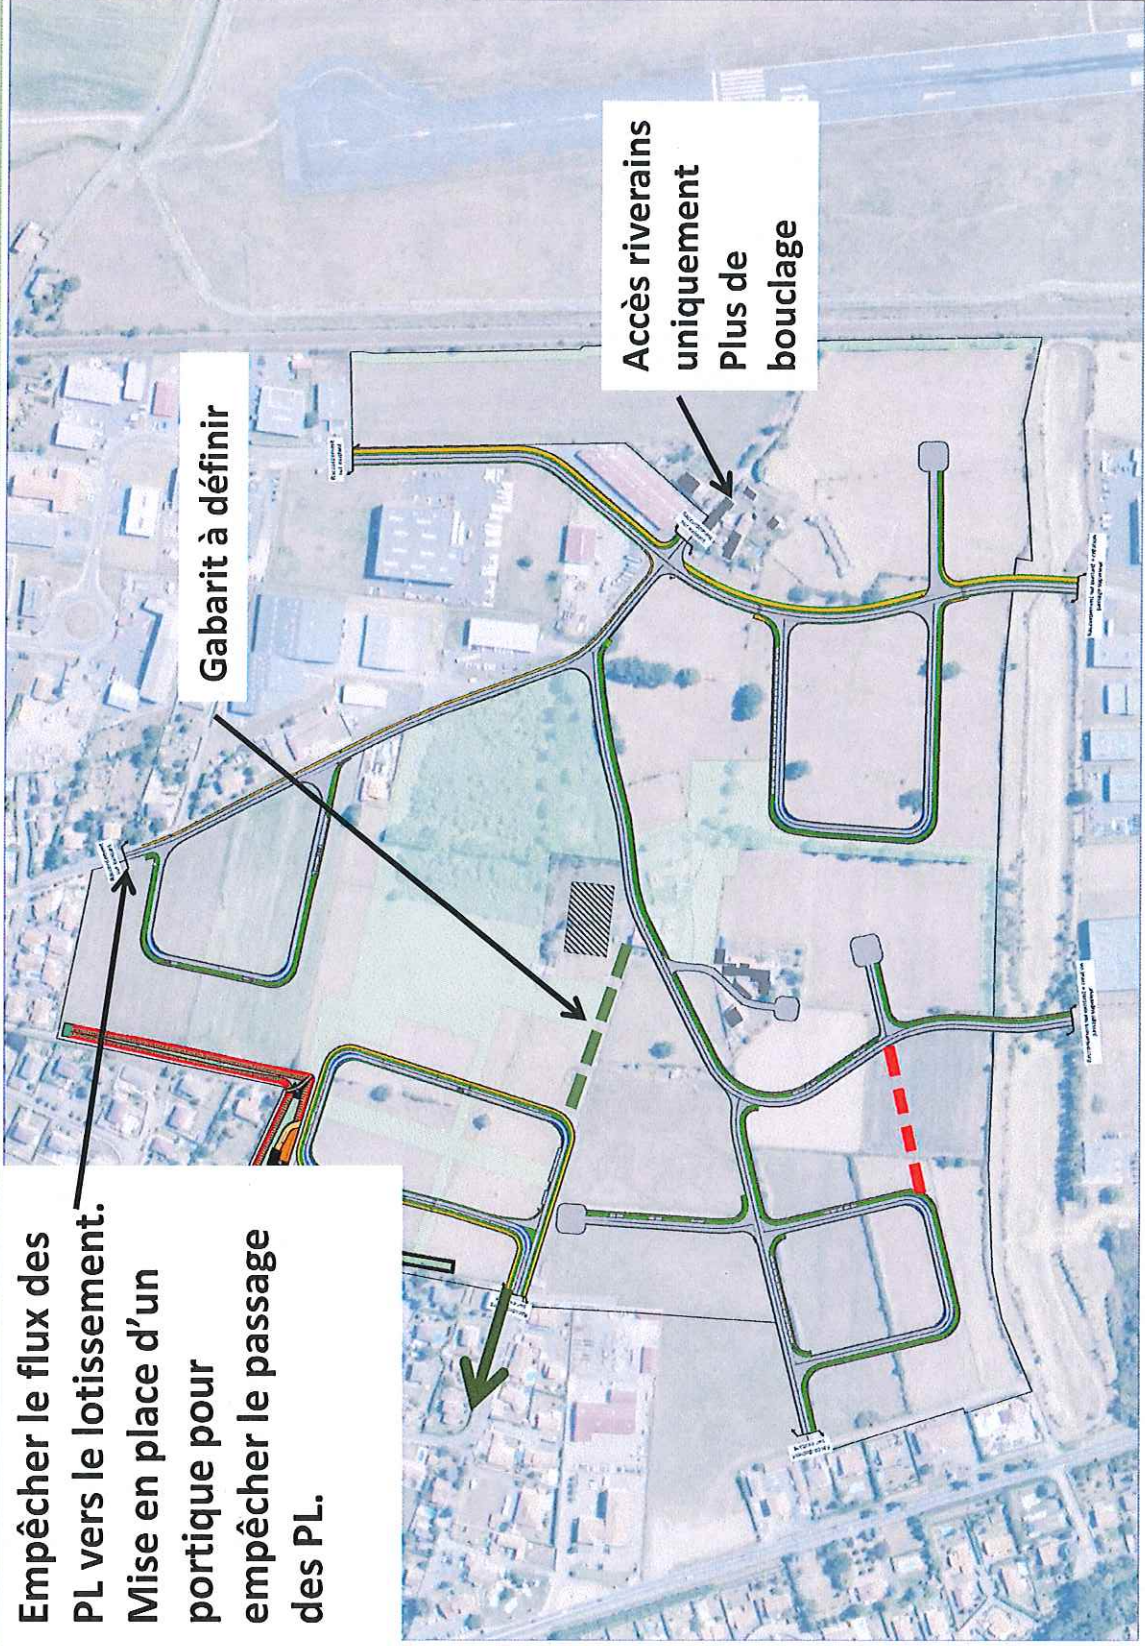 Empêcher le flux des
PL vers le lotissement.
Mise en place d’un
portique pour
empêcher le passage
des PL.
Gabarit à définir
Accès riverains
uniquement
Plus de
bouclage